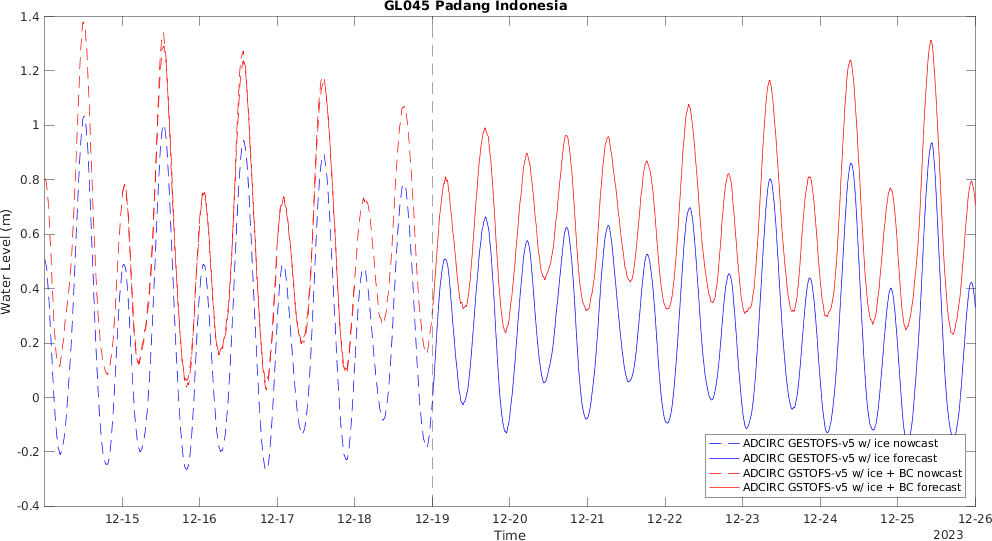 GL045 Padang Indonesia
Water Level (m)
1.4
1.2
1
0.8
0.6
0.4
0.2
0
-0.2
-0.4
12-15 12-16 12-17 12-18 12-19 12-20 12-21 12-22 12-23 12-24 12-25 12-26
Time
2023
ADCIRC GESTOFS-v5 w/ ice nowcast
ADCIRC GESTOFS-v5 w/ ice forecast
ADCIRC GSTOFS-v5 w/ ice + BC nowcast
ADCIRC GSTOFS-v5 w/ ice + BC forecast